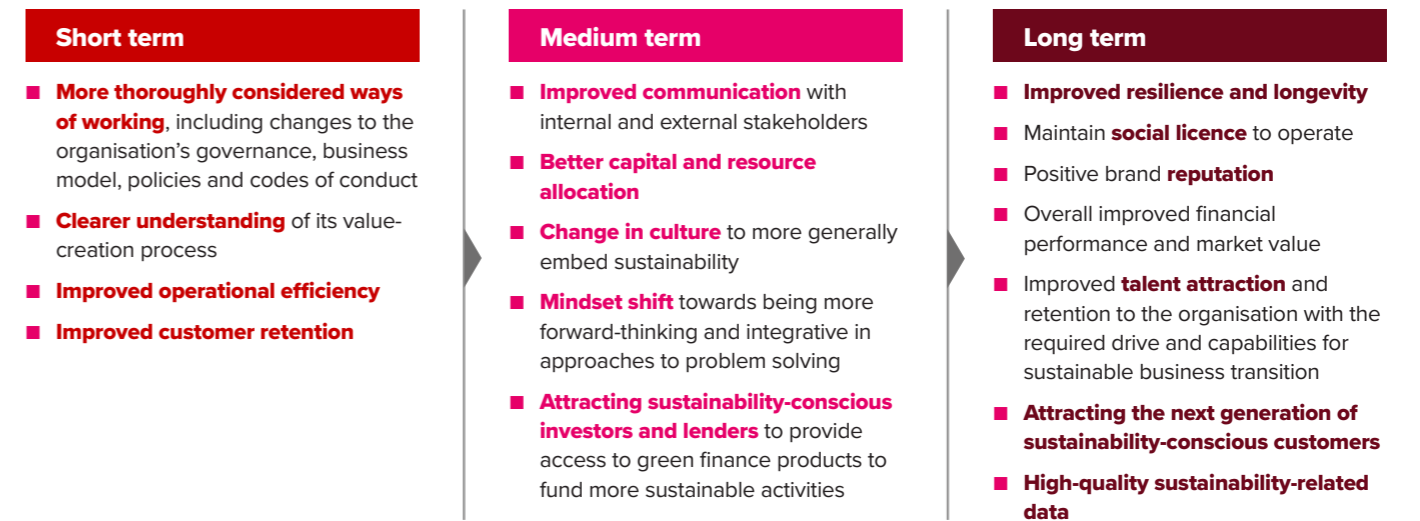 Short term
More thoroughly considered ways
of working, including changes to the
organisation's governance, business
model, policies and codes of conduct
Clearer understanding of its value-
creation process
Improved operational efficiency
Improved customer retention
Medium term
Improved communication with
internal and external stakeholders
Better capital and resource
allocation
Change in culture to more generally
embed sustainability
Mindset shift towards being more
forward-thinking and integrative in
approaches to problem solving
Attracting sustainability-conscious
investors and lenders to provide
access to green finance products to
fund more sustainable activities
Long term
Improved resilience and longevity
Maintain social licence to operate
Positive brand reputation
Overall improved financial
performance and market value
Improved talent attraction and
retention to the organisation with the
required drive and capabilities for
sustainable business transition
Attracting the next generation of
sustainability-conscious customers
High-quality sustainability-related
data